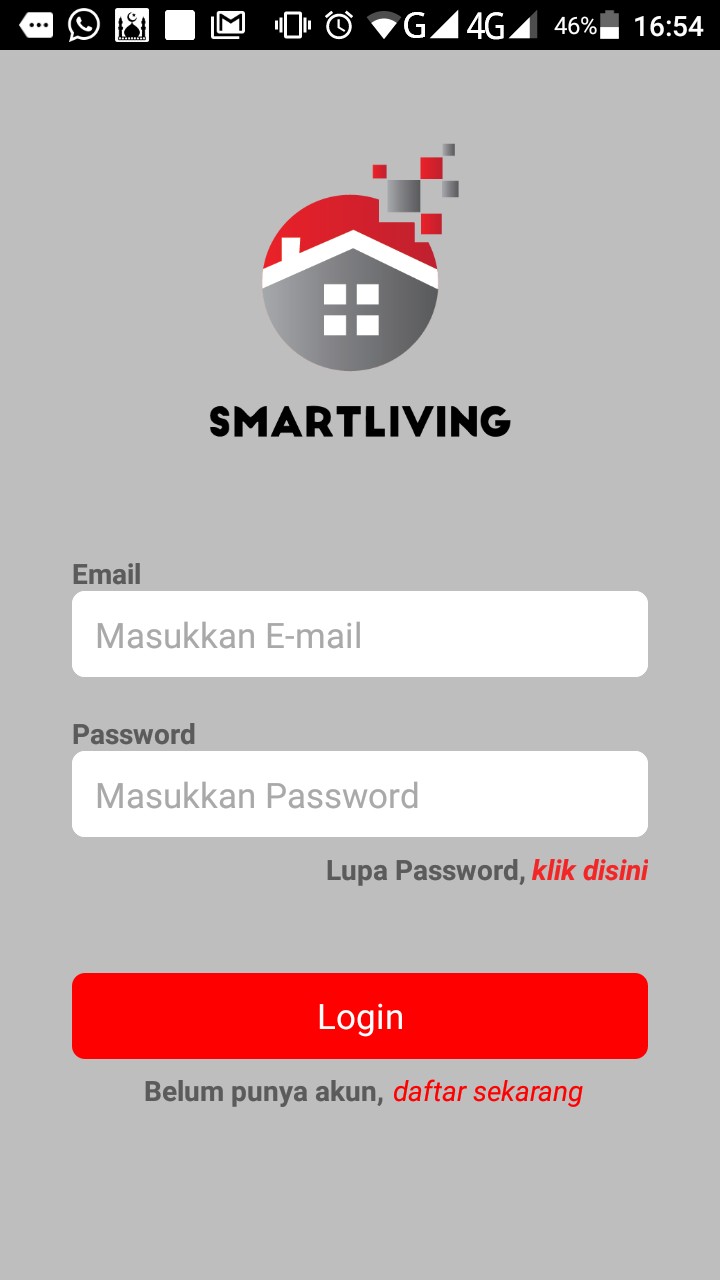 G 4G 46% 16:54
SMARTLIVING
Email
Masukkan E-mail
Password
Masukkan Password
Lupa Password, klik disini
Login
Belum punya akun, daftar sekarang